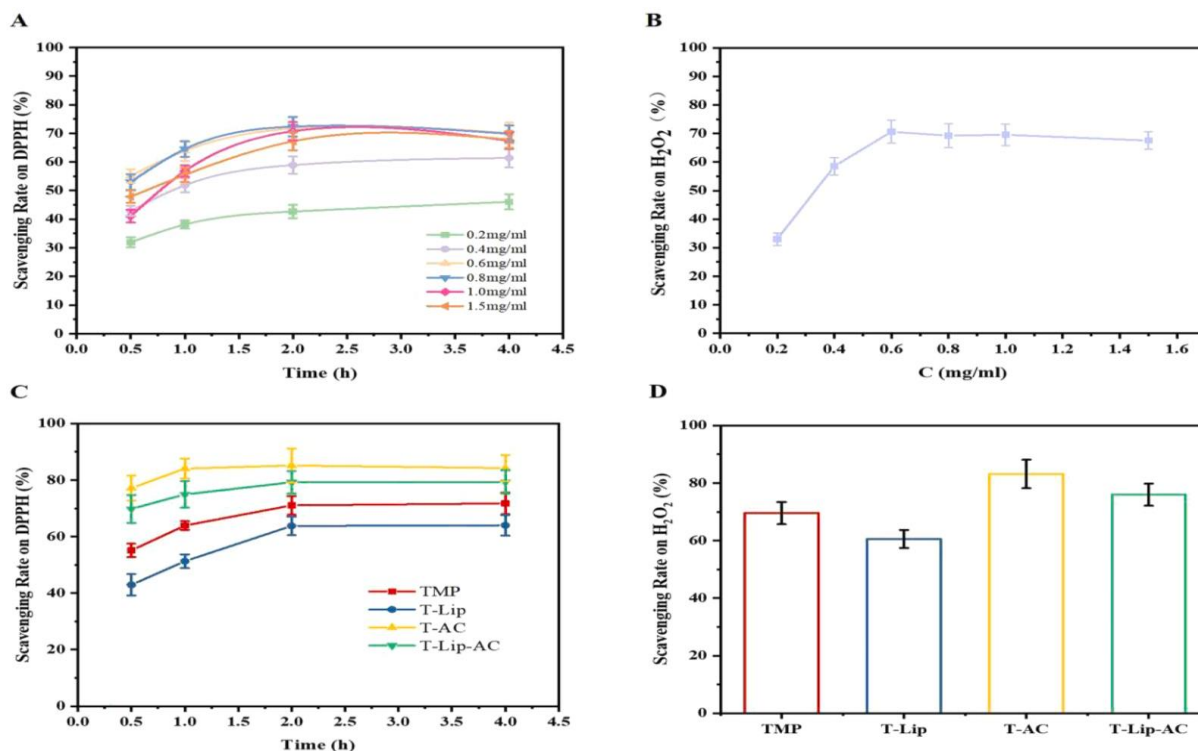 A
Scavenging Rate on DPPH (%)
100
90
80
70
60
50
40
30
20
10
0
0.2mg/ml
0.4mg/ml
0.6mg/ml
0.8mg/ml
1.0mg/ml
1.5mg/ml
0.0 0.5 1.0 1.5 2.0 2.5 3.0 3.5 4.0 4.5
Time (h)
B
Scavenging Rate on H₂O₂ (%)
100
90
80
70
60
50
40
30
20
10
0
0.0 0.2 0.4 0.6 0.8 1.0 1.2 1.4 1.6
C (mg/ml)
C
Scavenging Rate on DPPH (%)
100
80
60
40
20
0
TMP
T-Lip
T-AC
T-Lip-AC
0.0 0.5 1.0 1.5 2.0 2.5 3.0 3.5 4.0 4.5
Time (h)
D
Scavenging Rate on H₂O₂ (%)
100
80
60
40
20
0
TMP T-Lip T-AC T-Lip-AC